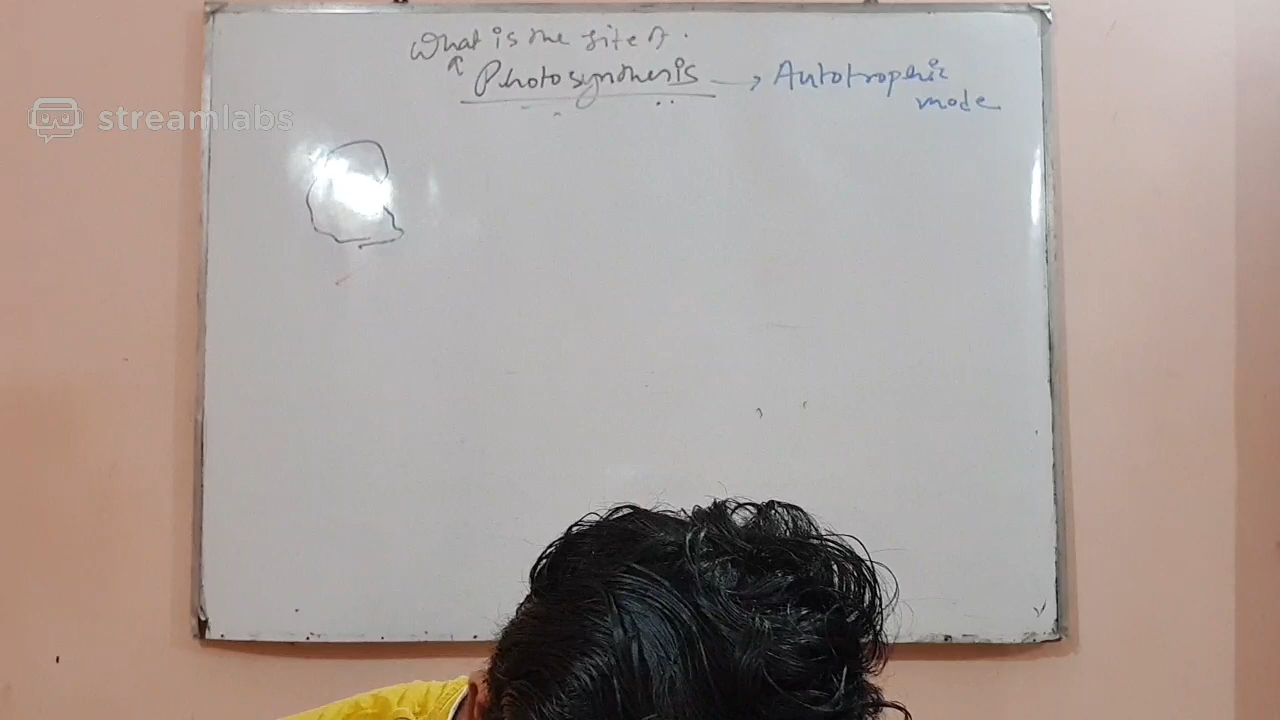 streamlabs
What is the site of
Photosynthesis → Autotrophic
mode